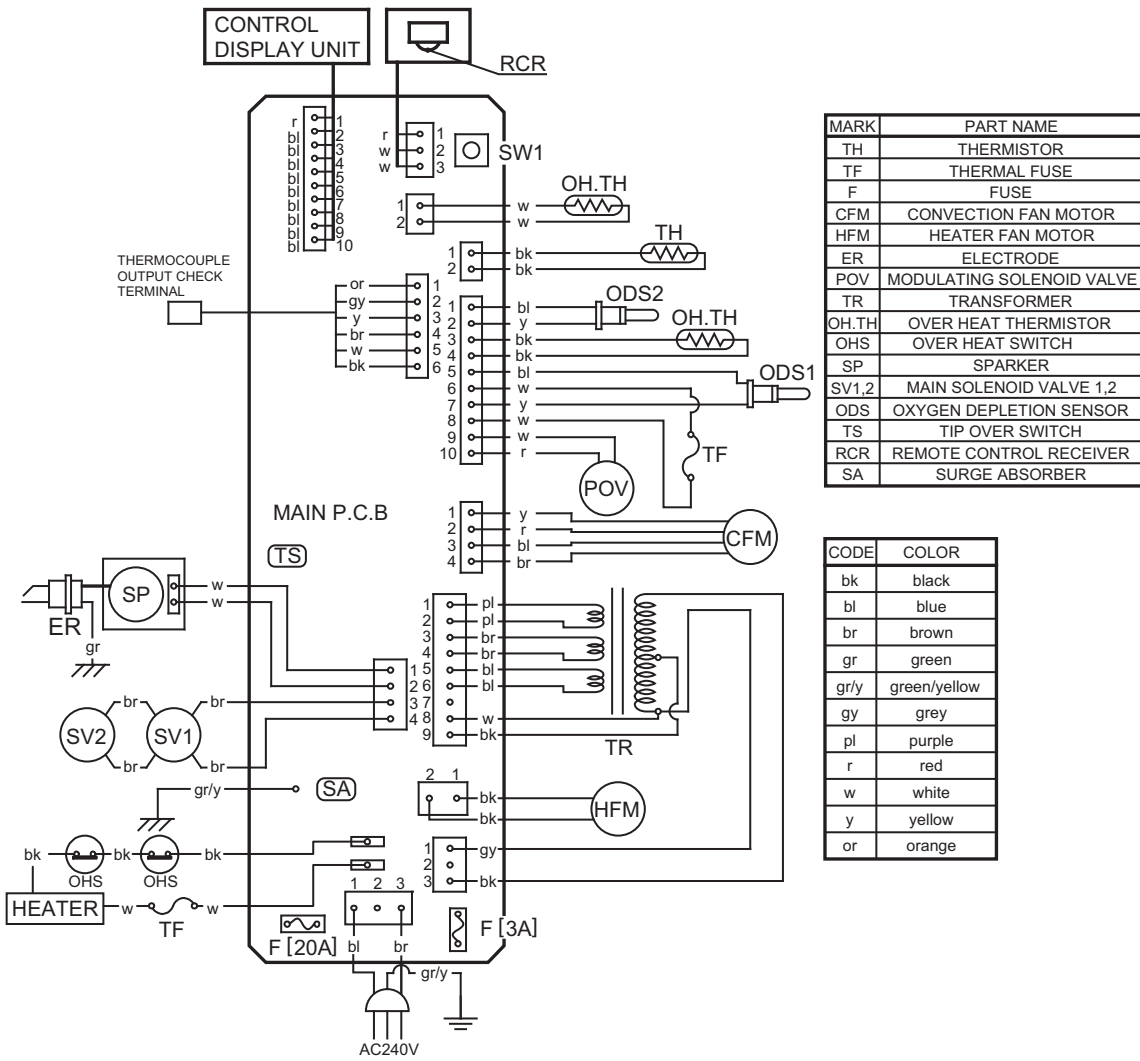 CONTROL
DISPLAY UNIT
RCR
r 1
bl 2
bl 3
bl 4
bl 5
bl 6
bl 7
bl 8
bl 9
bl 10
r 1
w 2
w 3
SW1
1 w
2 w
OH.TH
1 bk
2 bk
TH
THERMOCOUPLE
OUTPUT CHECK
TERMINAL
or 1
gy 2
y 3
br 4
w 5
bk 6
1 bl
2 y
3 bk
4 bk
5 bl
6 w
7 y
8 w
9 w
10 r
ODS2
OH.TH
ODS1
TF
POV
MAIN P.C.B
TS
1 y
2 r
3 bl
4 br
CFM
SP
w
w
ER
gr
1 pl
2 pl
3 br
4 br
5 bl
6 bl
7
8 w
9 bk
TR
1
2
3
4
br br
SV2 SV1
br br
gr/y SA
2 1
bk
bk
HFM
bk bk bk
OHS OHS
HEATER w w
TF
1 gy
2
3 bk
1 2 3
F [20A] bl br
F [3A]
gr/y
AC240V
MARK PART NAME
TH THERMISTOR
TF THERMAL FUSE
F FUSE
CFM CONVECTION FAN MOTOR
HFM HEATER FAN MOTOR
ER ELECTRODE
POV MODULATING SOLENOID VALVE
TR TRANSFORMER
OH.TH OVER HEAT THERMISTOR
OHS OVER HEAT SWITCH
SP SPARKER
SV1,2 MAIN SOLENOID VALVE 1,2
ODS OXYGEN DEPLETION SENSOR
TS TIP OVER SWITCH
RCR REMOTE CONTROL RECEIVER
SA SURGE ABSORBER
CODE COLOR
bk black
bl blue
br brown
gr green
gr/y green/yellow
gy grey
pl purple
r red
w white
y yellow
or orange